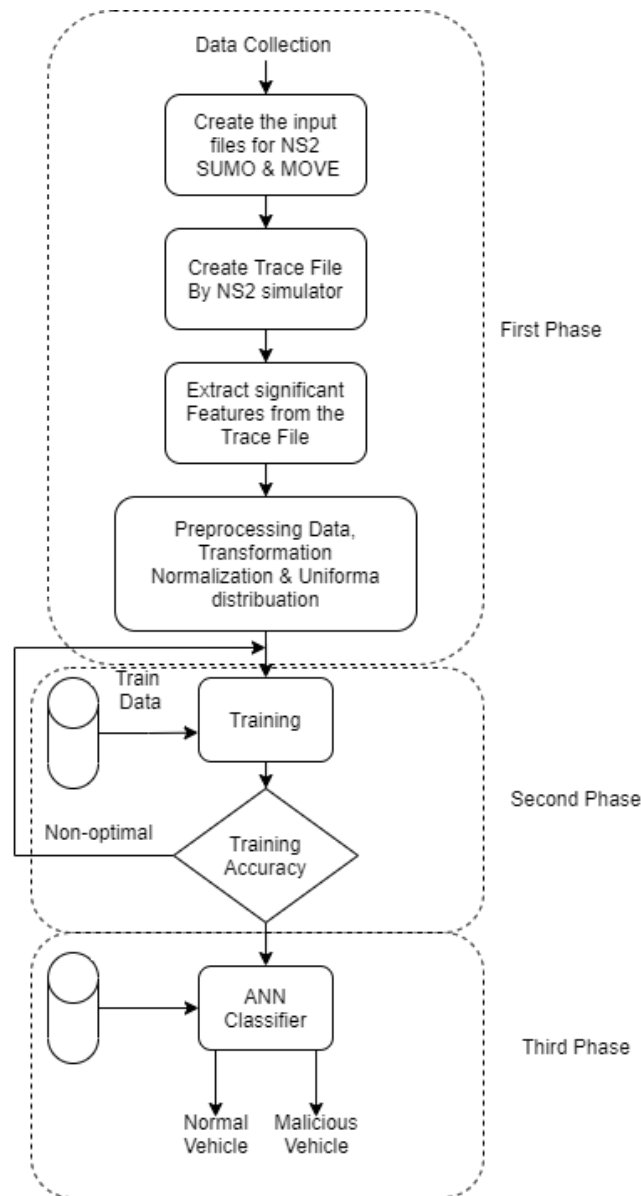 Data Collection
Create the input
files for NS2
SUMO & MOVE
Create Trace File
By NS2 simulator
First Phase
Extract significant
Features from the
Trace File
Preprocessing Data,
Transformation
Normalization & Uniforma
distribuation
Train
Data
Training
Second Phase
Non-optimal
Training
Accuracy
ANN
Classifier
Third Phase
Normal
Vehicle
Malicious
Vehicle